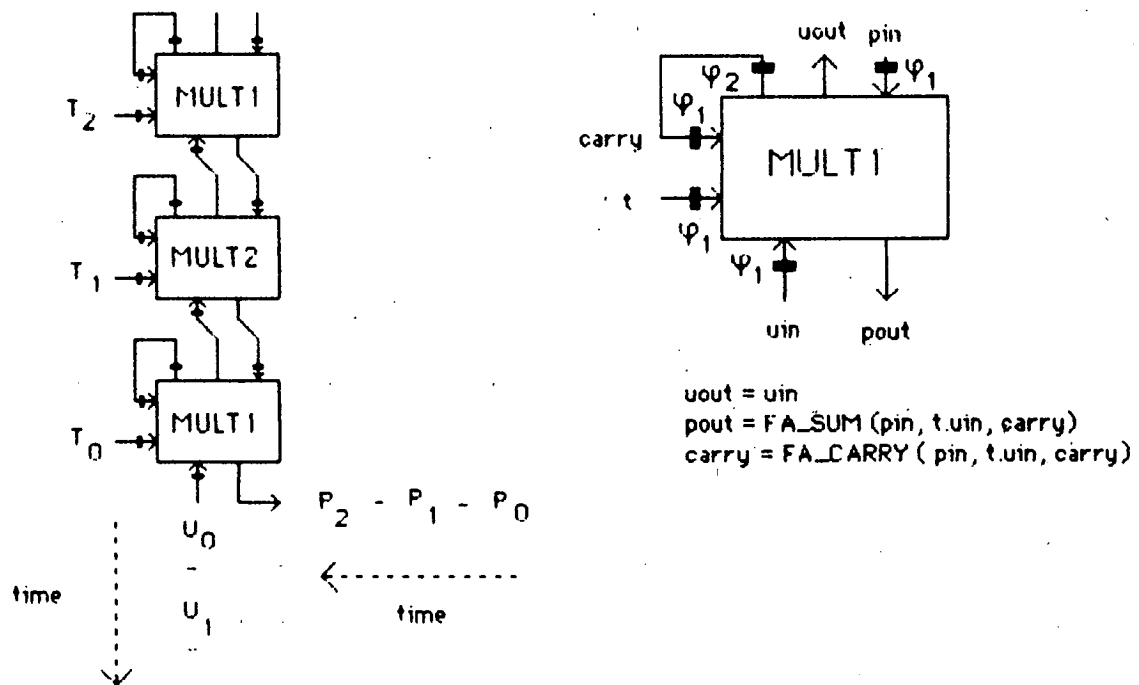 MULT1
T2
MULT2
T1
MULT1
T0
P2 - P1 - P0
U0
-
U1
-
time
time
uout pin
φ2 φ1
φ1
carry
MULT1
t
φ1
φ1
uin pout
uout = uin
pout = FA_SUM (pin, t.uin, carry)
carry = FA_CARRY ( pin, t.uin, carry)